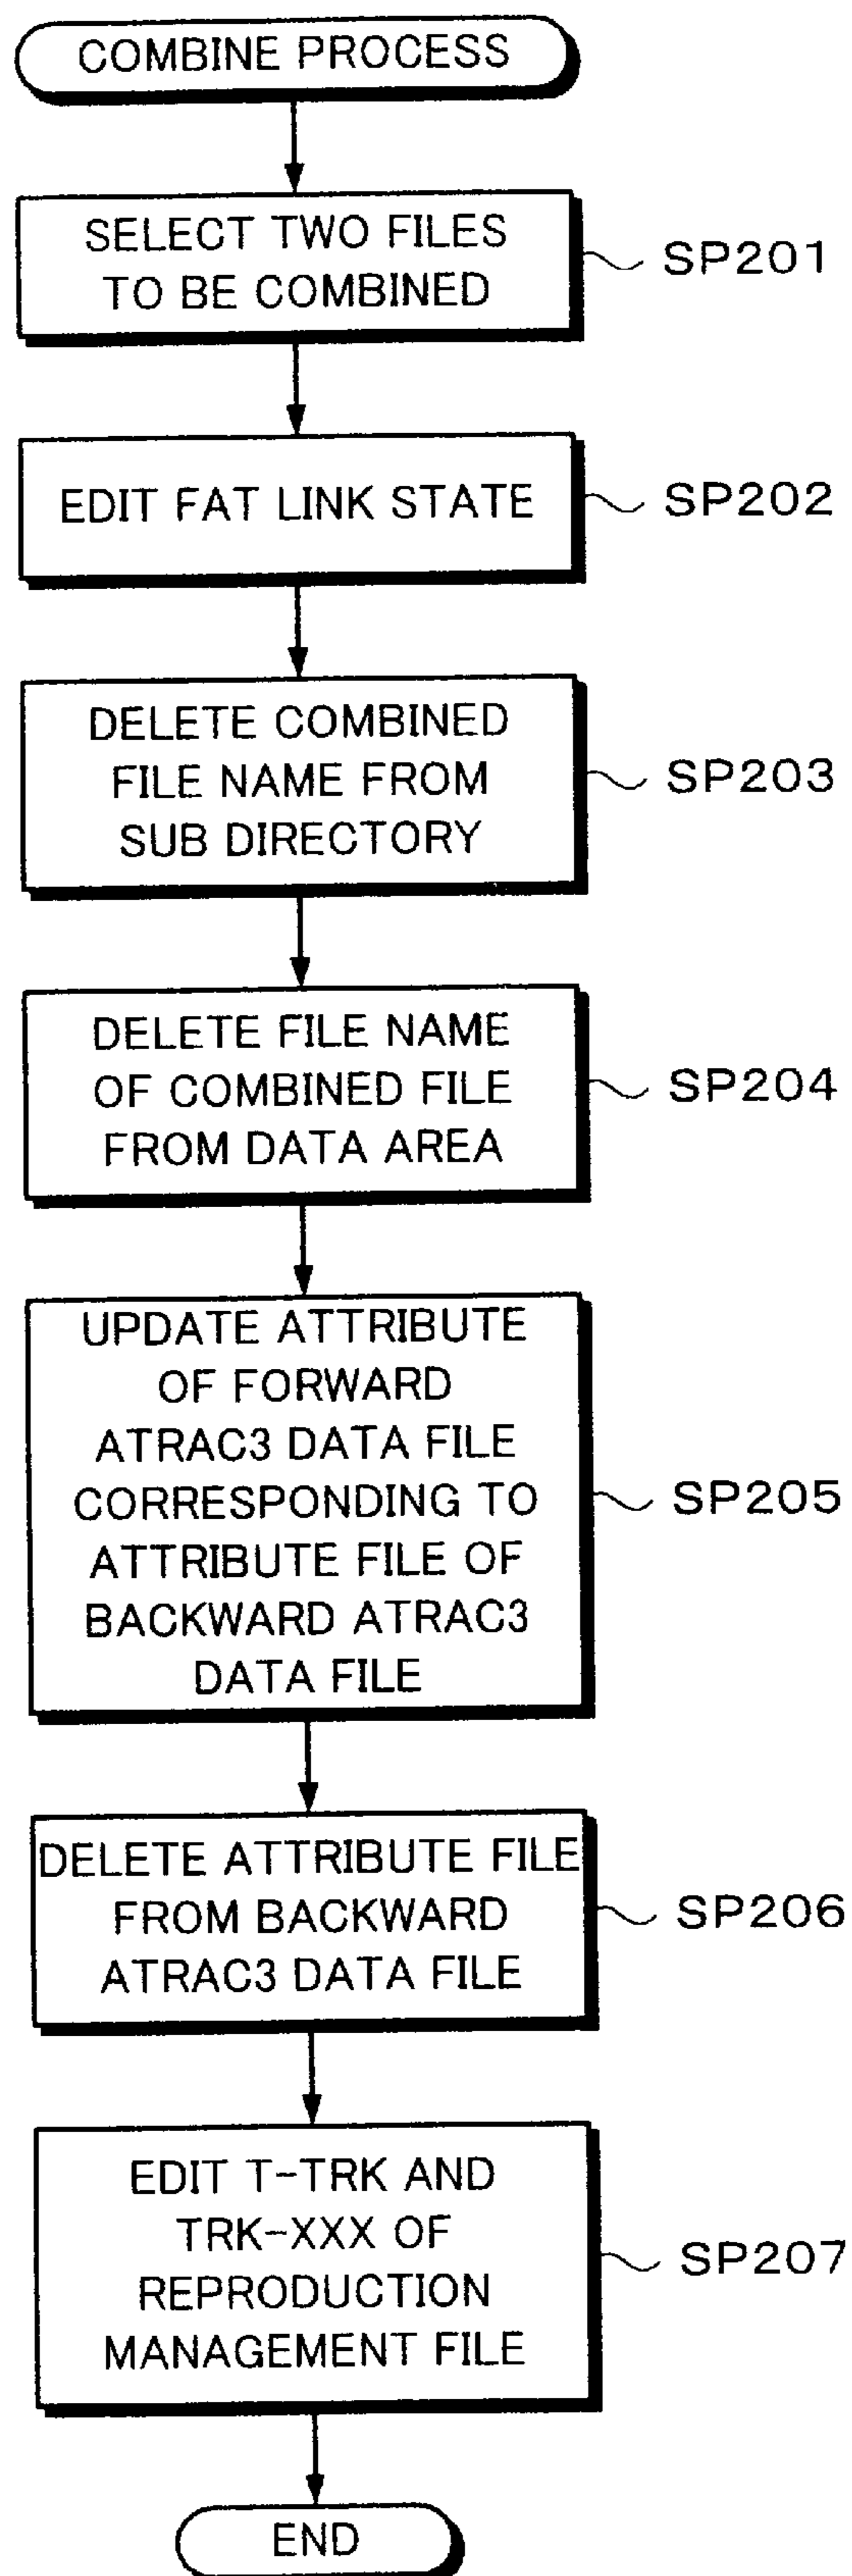 COMBINE PROCESS
SELECT TWO FILES
TO BE COMBINED
SP201
EDIT FAT LINK STATE
SP202
DELETE COMBINED
FILE NAME FROM
SUB DIRECTORY
SP203
DELETE FILE NAME
OF COMBINED FILE
FROM DATA AREA
SP204
UPDATE ATTRIBUTE
OF FORWARD
ATRAC3 DATA FILE
CORRESPONDING TO
ATTRIBUTE FILE OF
BACKWARD ATRAC3
DATA FILE
SP205
DELETE ATTRIBUTE FILE
FROM BACKWARD
ATRAC3 DATA FILE
SP206
EDIT T-TRK AND
TRK-XXX OF
REPRODUCTION
MANAGEMENT FILE
SP207
END